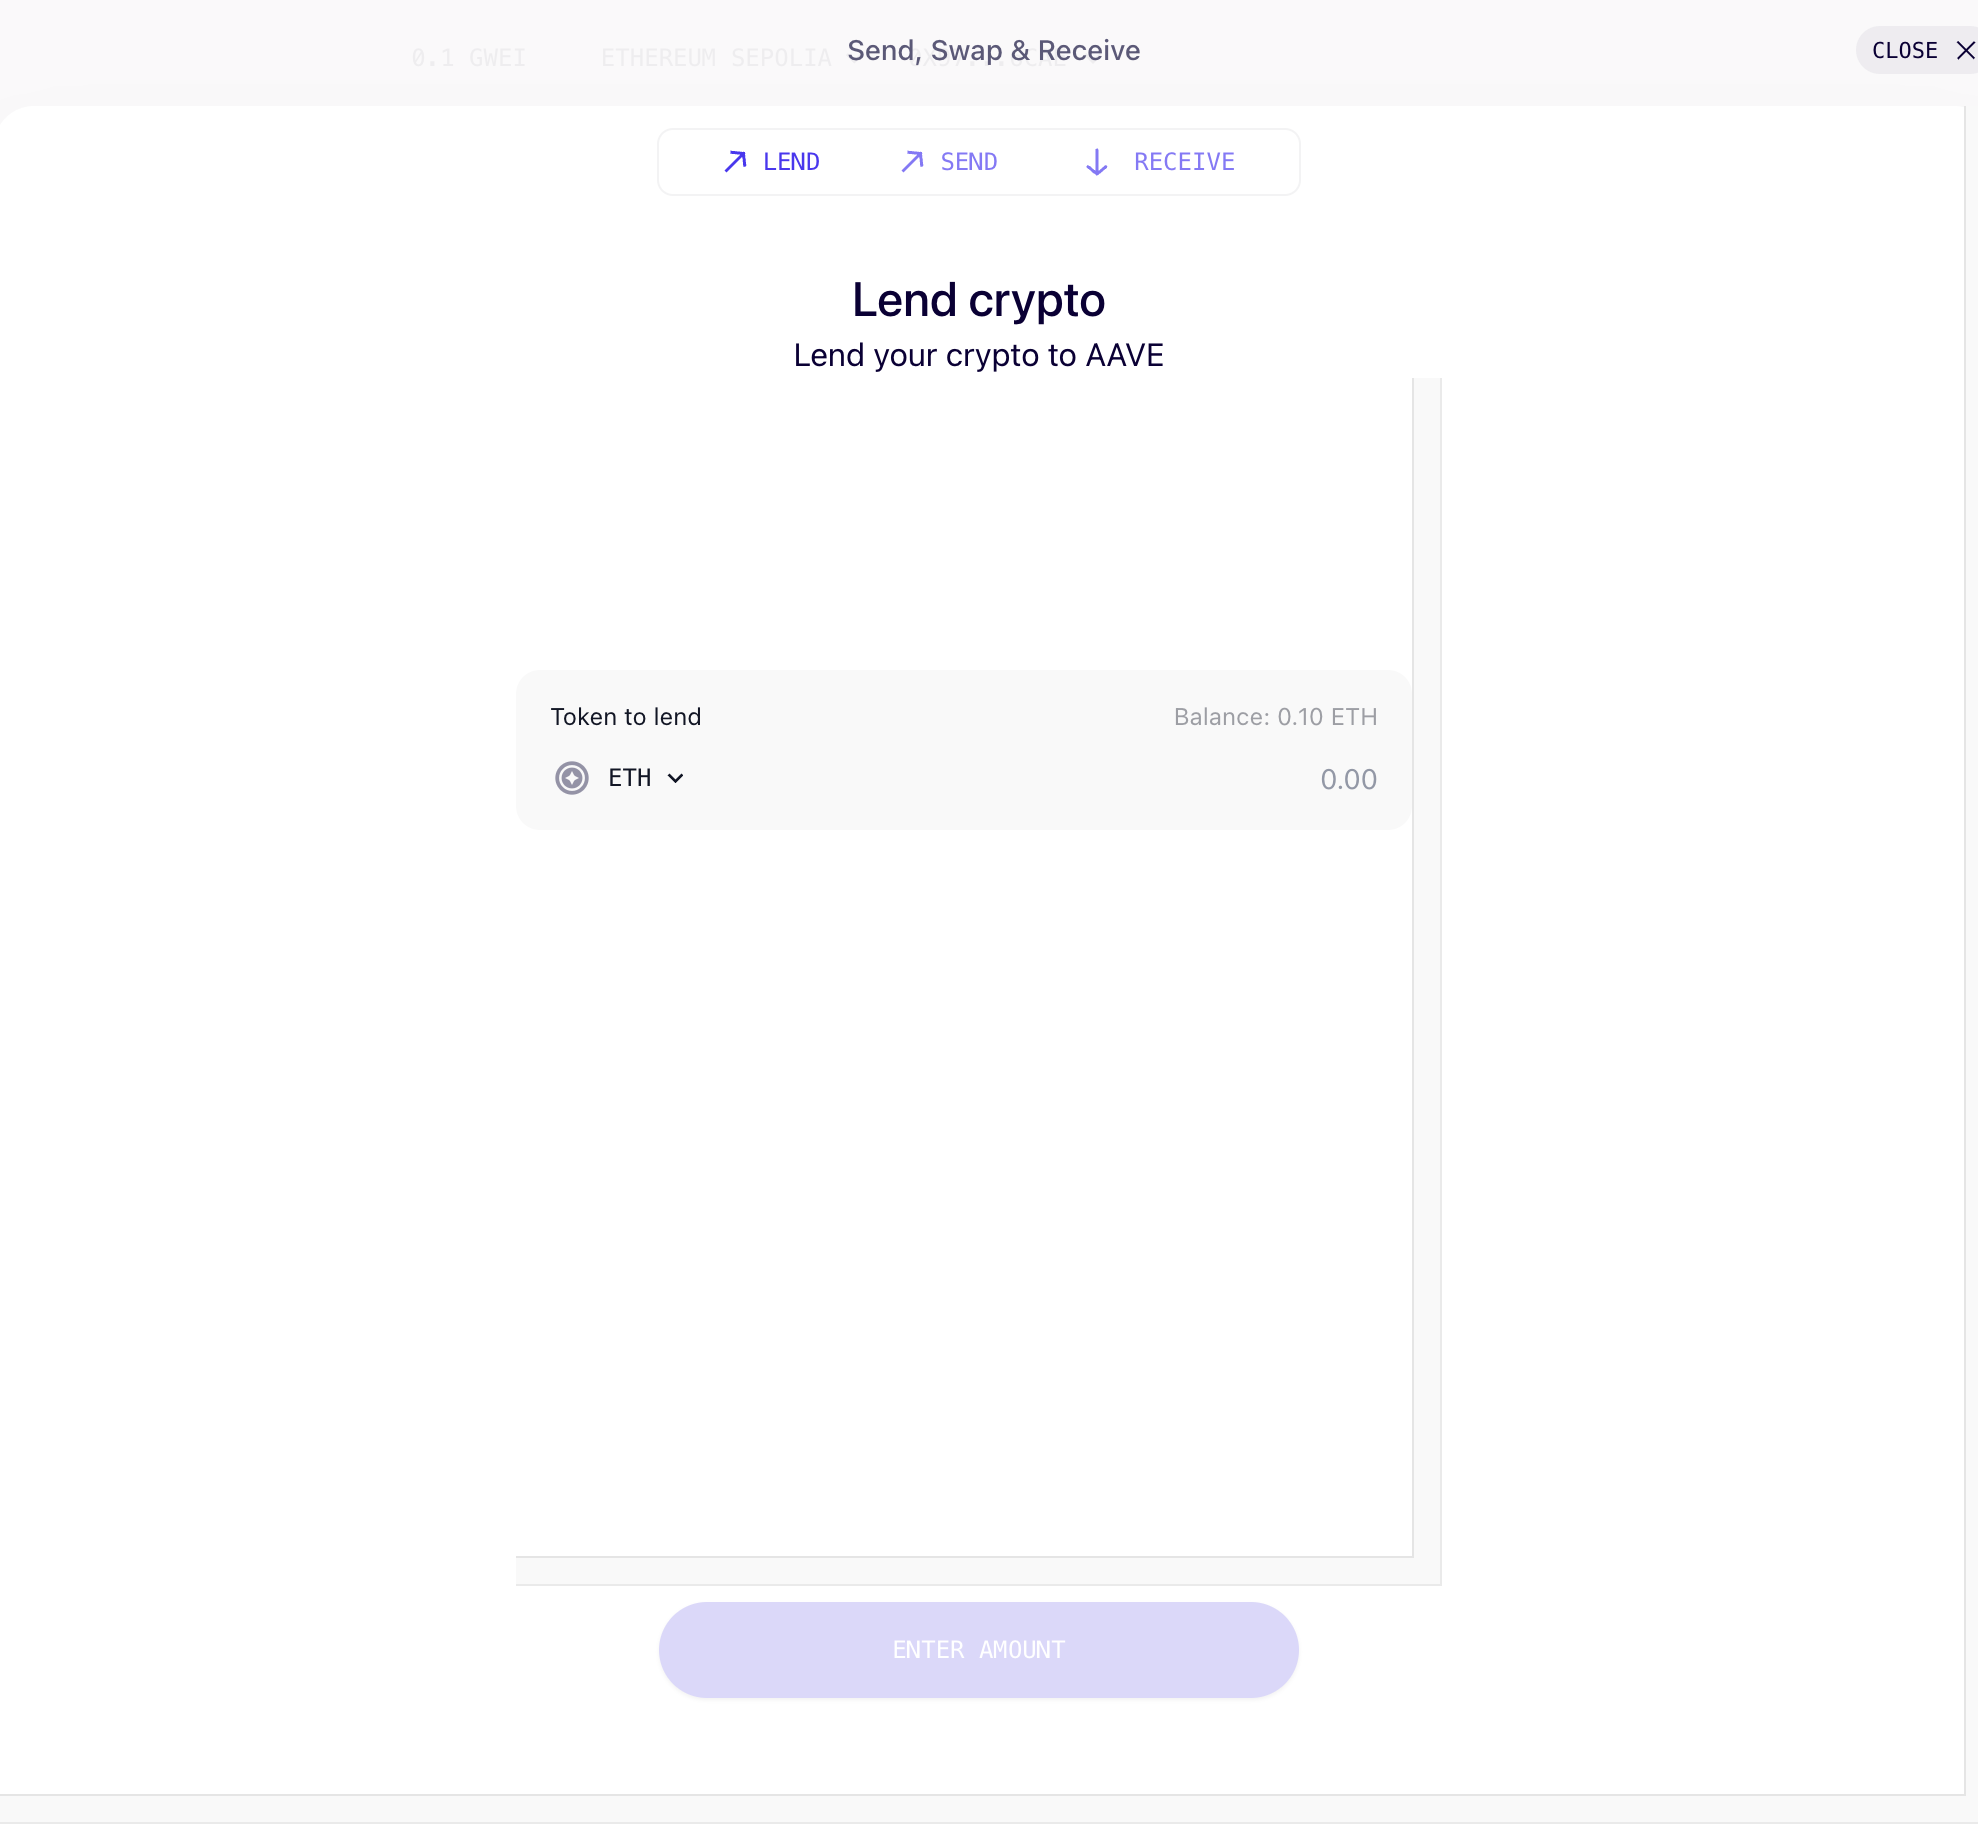 0.1 GWEI ETHEREUM SEPOLIA
Send, Swap & Receive
CLOSE
LEND SEND RECEIVE
Lend crypto
Lend your crypto to AAVE
Token to lend Balance: 0.10 ETH
ETH 0.00
ENTER AMOUNT